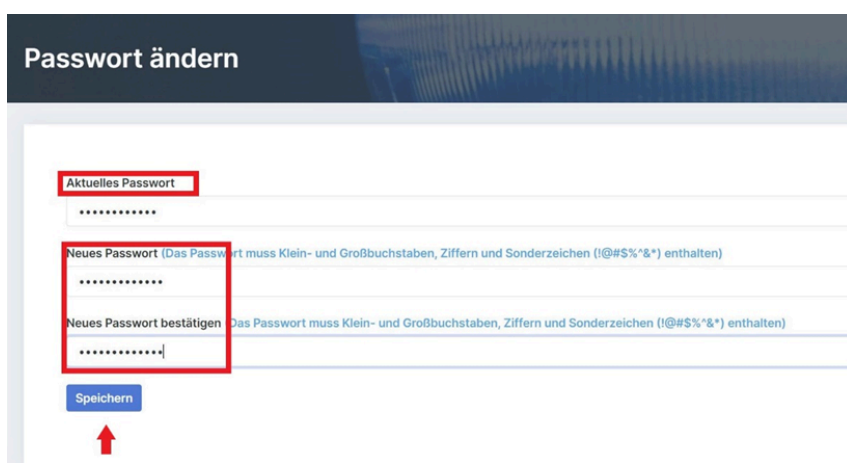 Passwort ändern
Aktuelles Passwort
••••••••••••
Neues Passwort (Das Passwort muss Klein- und Großbuchstaben, Ziffern und Sonderzeichen (!@#$%^&*) enthalten)
•••••••••••••
Neues Passwort bestätigen (Das Passwort muss Klein- und Großbuchstaben, Ziffern und Sonderzeichen (!@#$%^&*) enthalten)
•••••••••••••
Speichern